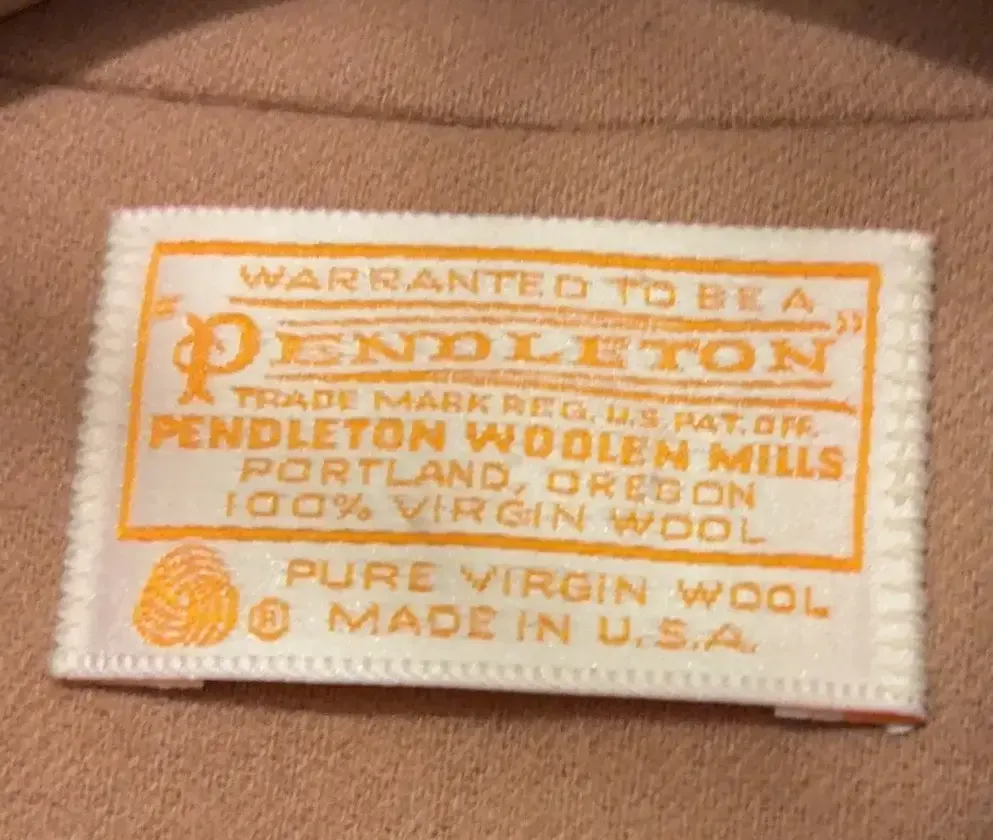 WARRANTED TO BE A
"PENDLETON"
TRADE MARK REG. U.S. PAT. OFF.
PENDLETON WOOLEN MILLS
PORTLAND, OREGON
100% VIRGIN WOOL
PURE VIRGIN WOOL
® MADE IN U.S.A.